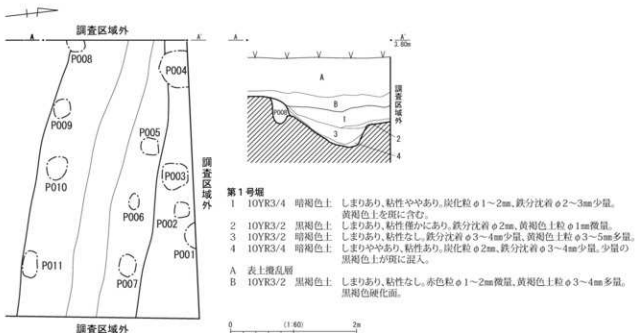 調査区域外
A A'
P008
P004
P009
P005
P010
P003
P006
P002
P001
P011
P007
調査区域外
調査区域外
A A'
3.80m
A
B
1
P008
3
2
4
調査区域外
第1号堀
1 10YR3/4 暗褐色土 しまりあり、粘性ややあり。炭化粒φ1～2㎜、鉄分沈着φ2～3㎜少量。
黄褐色土を斑に含む。
2 10YR3/2 黒褐色土 しまりあり、粘性僅かにあり。鉄分沈着φ2㎜、黄褐色土粒φ1㎜微量。
3 10YR3/2 暗褐色土 しまりあり、粘性なし。鉄分沈着φ3～4㎜少量、黄褐色土粒φ3～5㎜多量。
4 10YR3/4 暗褐色土 しまりややあり、粘性あり。炭化粒φ2㎜、鉄分沈着φ3～4㎜少量。少量の
黒褐色土が斑に混入。
A 表土攪乱層
B 10YR3/2 黒褐色土 しまりあり、粘性なし。赤色粒φ1～2㎜微量、黄褐色土粒φ3～4㎜多量。
黒褐色硬化面。
0 (1:60) 2m